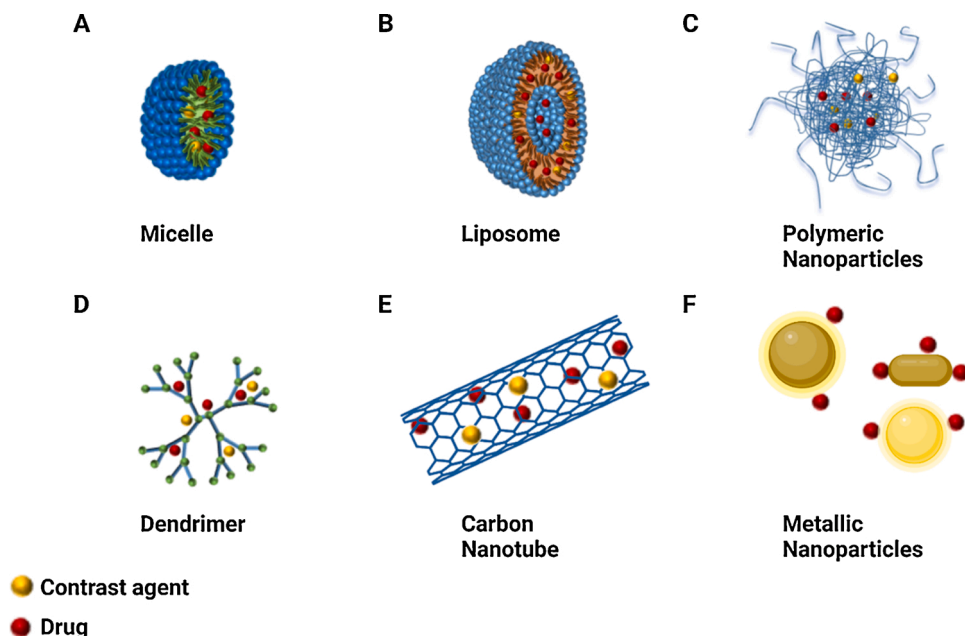 A
B
C
Micelle
Liposome
Polymeric
Nanoparticles
D
E
F
Dendrimer
Carbon
Nanotube
Metallic
Nanoparticles
Contrast agent
Drug